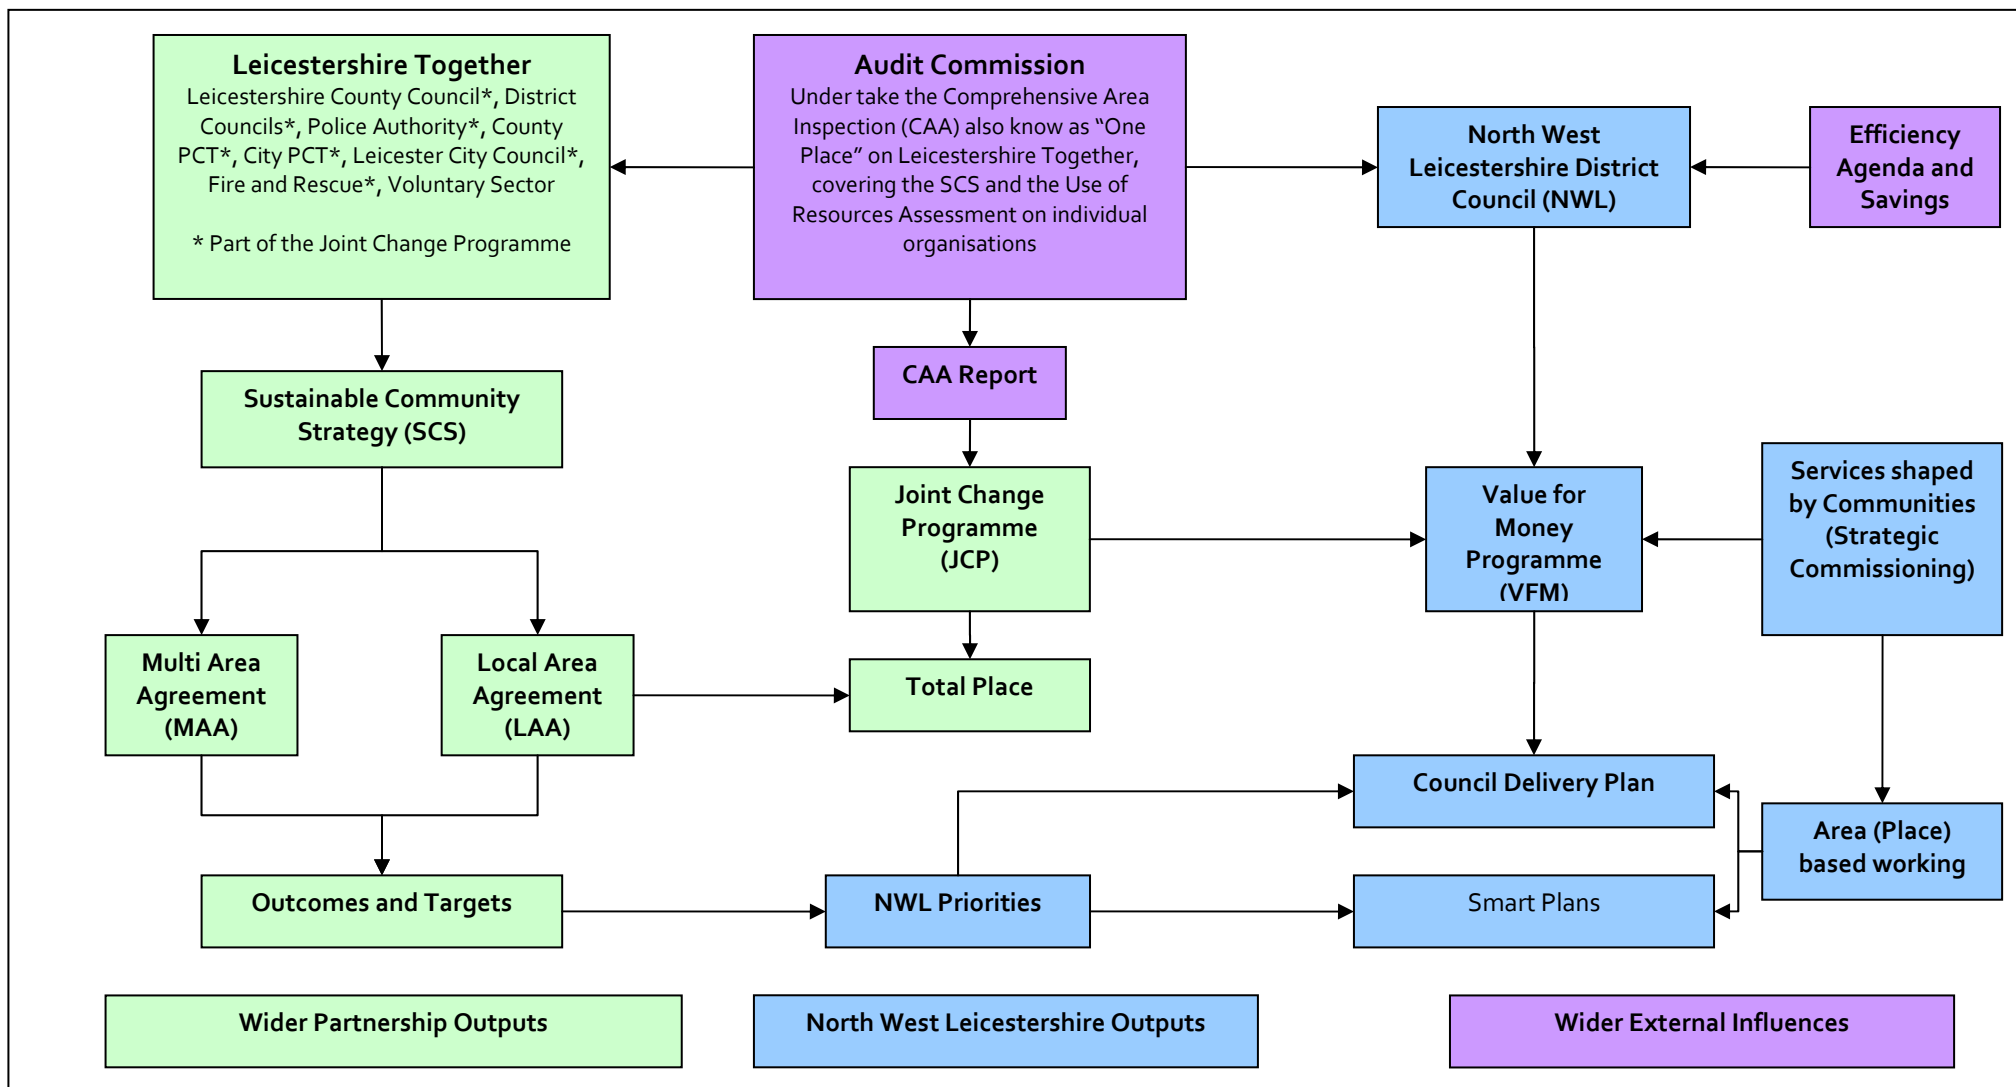 Leicestershire Together
Leicestershire County Council*, District
Councils*, Police Authority*, County
PCT*, City PCT*, Leicester City Council*,
Fire and Rescue*, Voluntary Sector
* Part of the Joint Change Programme
Audit Commission
Under take the Comprehensive Area
Inspection (CAA) also know as “One
Place” on Leicestershire Together,
covering the SCS and the Use of
Resources Assessment on individual
organisations
North West
Leicestershire District
Council (NWL)
Efficiency
Agenda and
Savings
CAA Report
Sustainable Community
Strategy (SCS)
Joint Change
Programme
(JCP)
Value for
Money
Programme
(VFM)
Services shaped
by Communities
(Strategic
Commissioning)
Multi Area
Agreement
(MAA)
Local Area
Agreement
(LAA)
Total Place
Council Delivery Plan
Area (Place)
based working
Outcomes and Targets
NWL Priorities
Smart Plans
Wider Partnership Outputs
North West Leicestershire Outputs
Wider External Influences